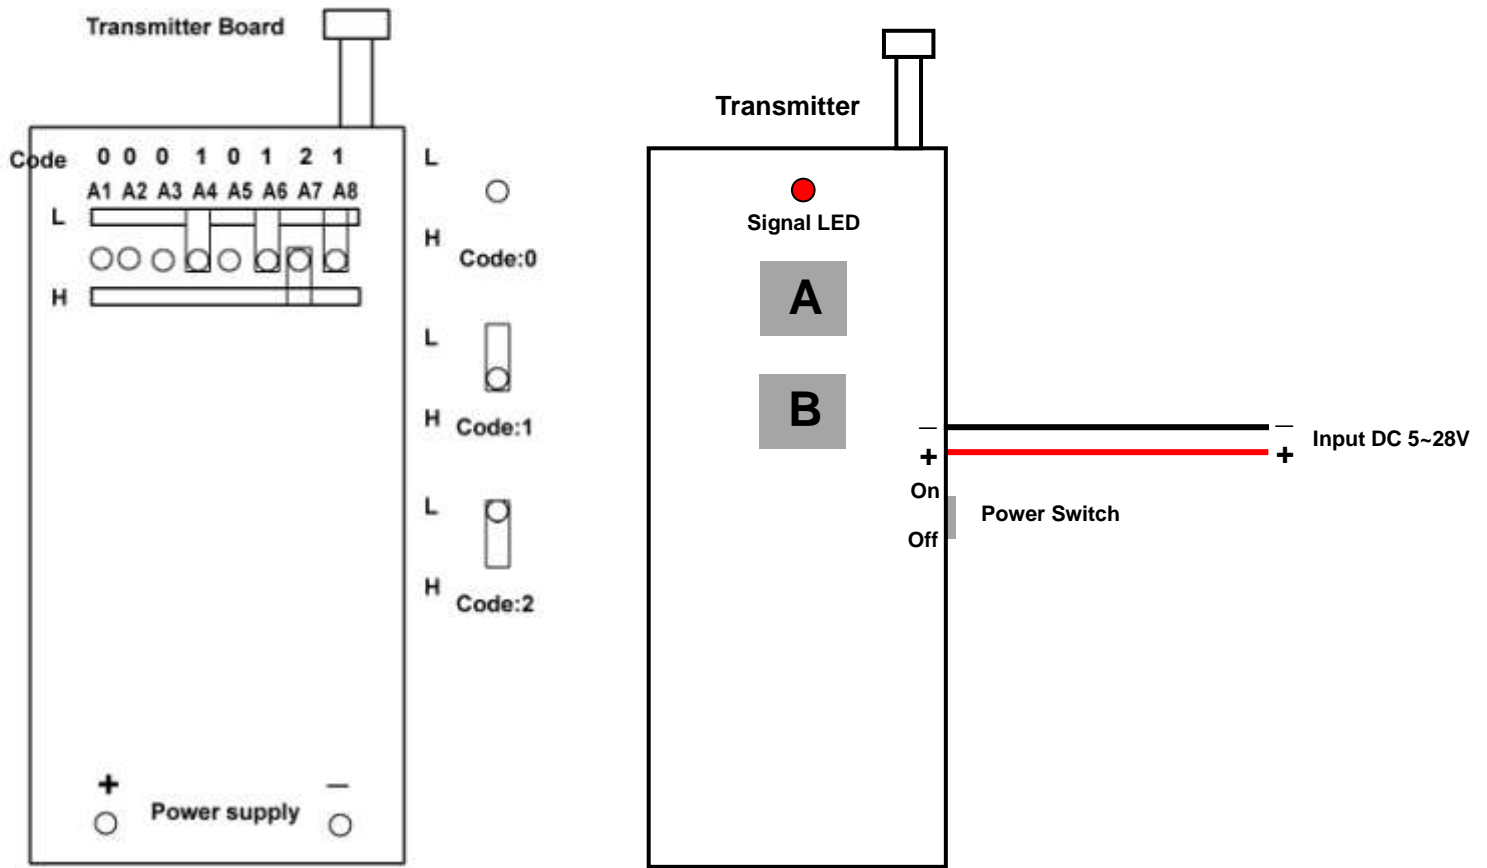 Transmitter Board
Code 0 0 0 1 0 1 2 1
A1 A2 A3 A4 A5 A6 A7 A8
L
H
+ −
Power supply
L
H
Code:0
L
H
Code:1
L
H
Code:2
Transmitter
Signal LED
A
B
− −
+ +
Input DC 5~28V
On
Off
Power Switch